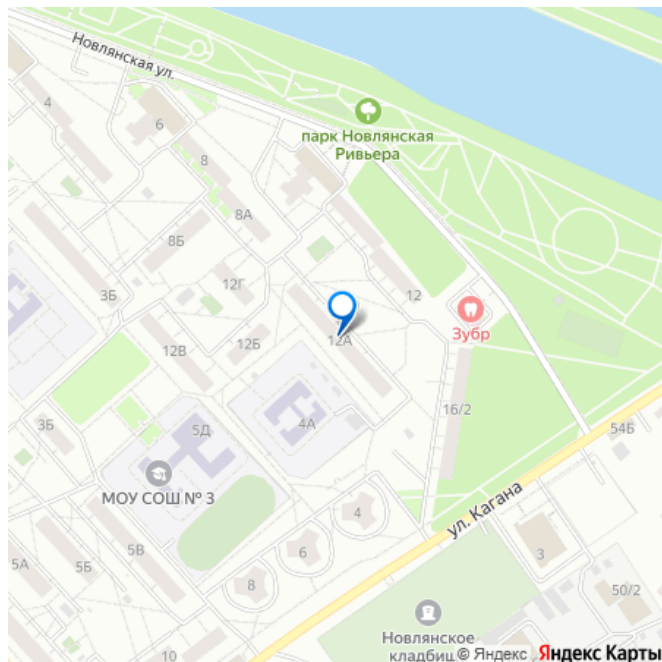 Новлянская ул.
4
6
парк Новлянская
Ривьера
8
8А
8Б
12Г
3Б
12
Зубр
12А
12Б
12В
16/2
3Б
4А
5Д
54Б
МОУ СОШ № 3
ул. Кагана
4
5В
6
3
5А
5Б
8
50/2
Новлянское
кладбищ
10
© Яндекс Яндекс Карты